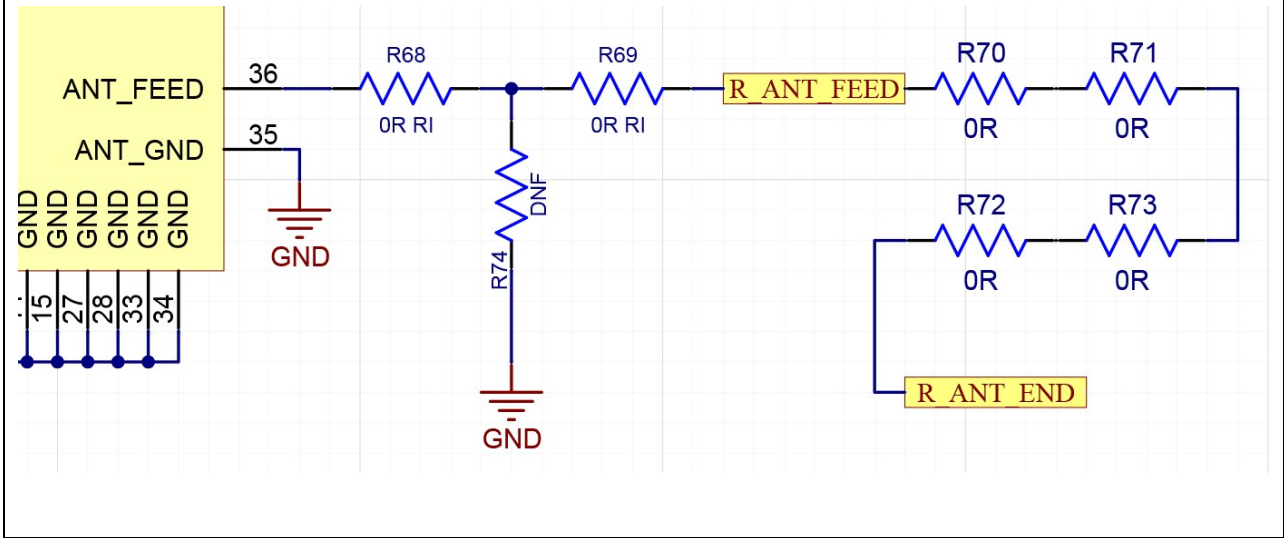 R68
R69
R70
R71
ANT_FEED
36
R_ANT_FEED
0R RI
0R RI
0R
0R
ANT_GND
35
DNF
R74
GND
GND
GND
GND
GND
GND
GND
R72
R73
0R
0R
15
27
28
33
34
R_ANT_END
GND